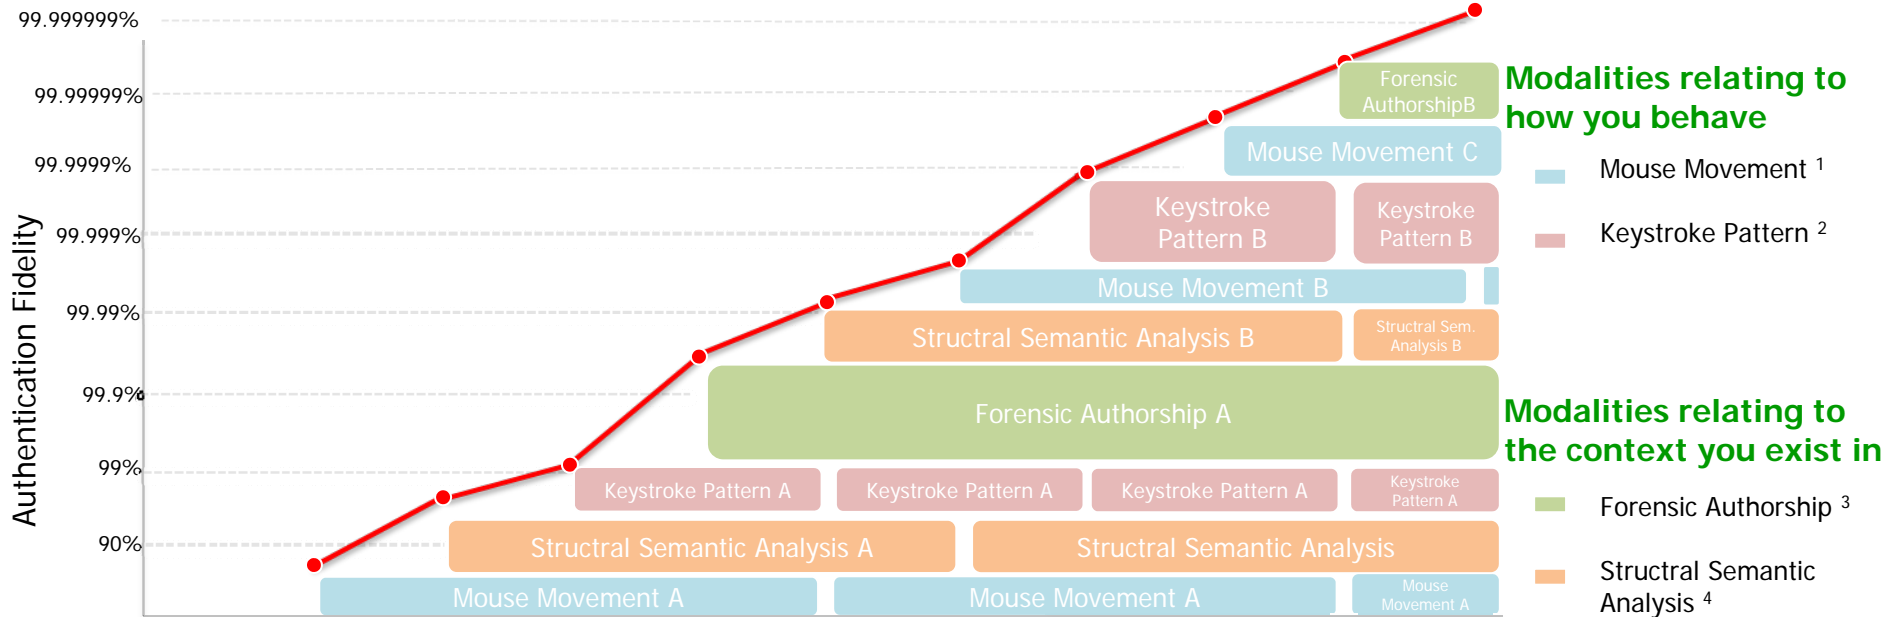 99.999999%
99.99999%
99.9999%
99.999%
99.99%
99.9%
99%
90%
Authentication Fidelity
Forensic
AuthorshipB
Mouse Movement C
Keystroke
Pattern B
Keystroke
Pattern B
Mouse Movement B
Structral Semantic Analysis B
Structral Sem.
Analysis B
Forensic Authorship A
Keystroke Pattern A
Keystroke Pattern A
Keystroke Pattern A
Keystroke
Pattern A
Structral Semantic Analysis A
Structral Semantic Analysis
Mouse Movement A
Mouse Movement A
Mouse
Movement A
Modalities relating to
how you behave
Mouse Movement 1
Keystroke Pattern 2
Modalities relating to
the context you exist in
Forensic Authorship 3
Structral Semantic
Analysis 4